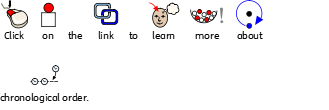 Click on the link to learn more about
chronological order.